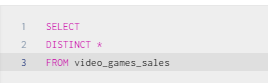 1 SELECT
2 DISTINCT *
3 FROM video_games_sales